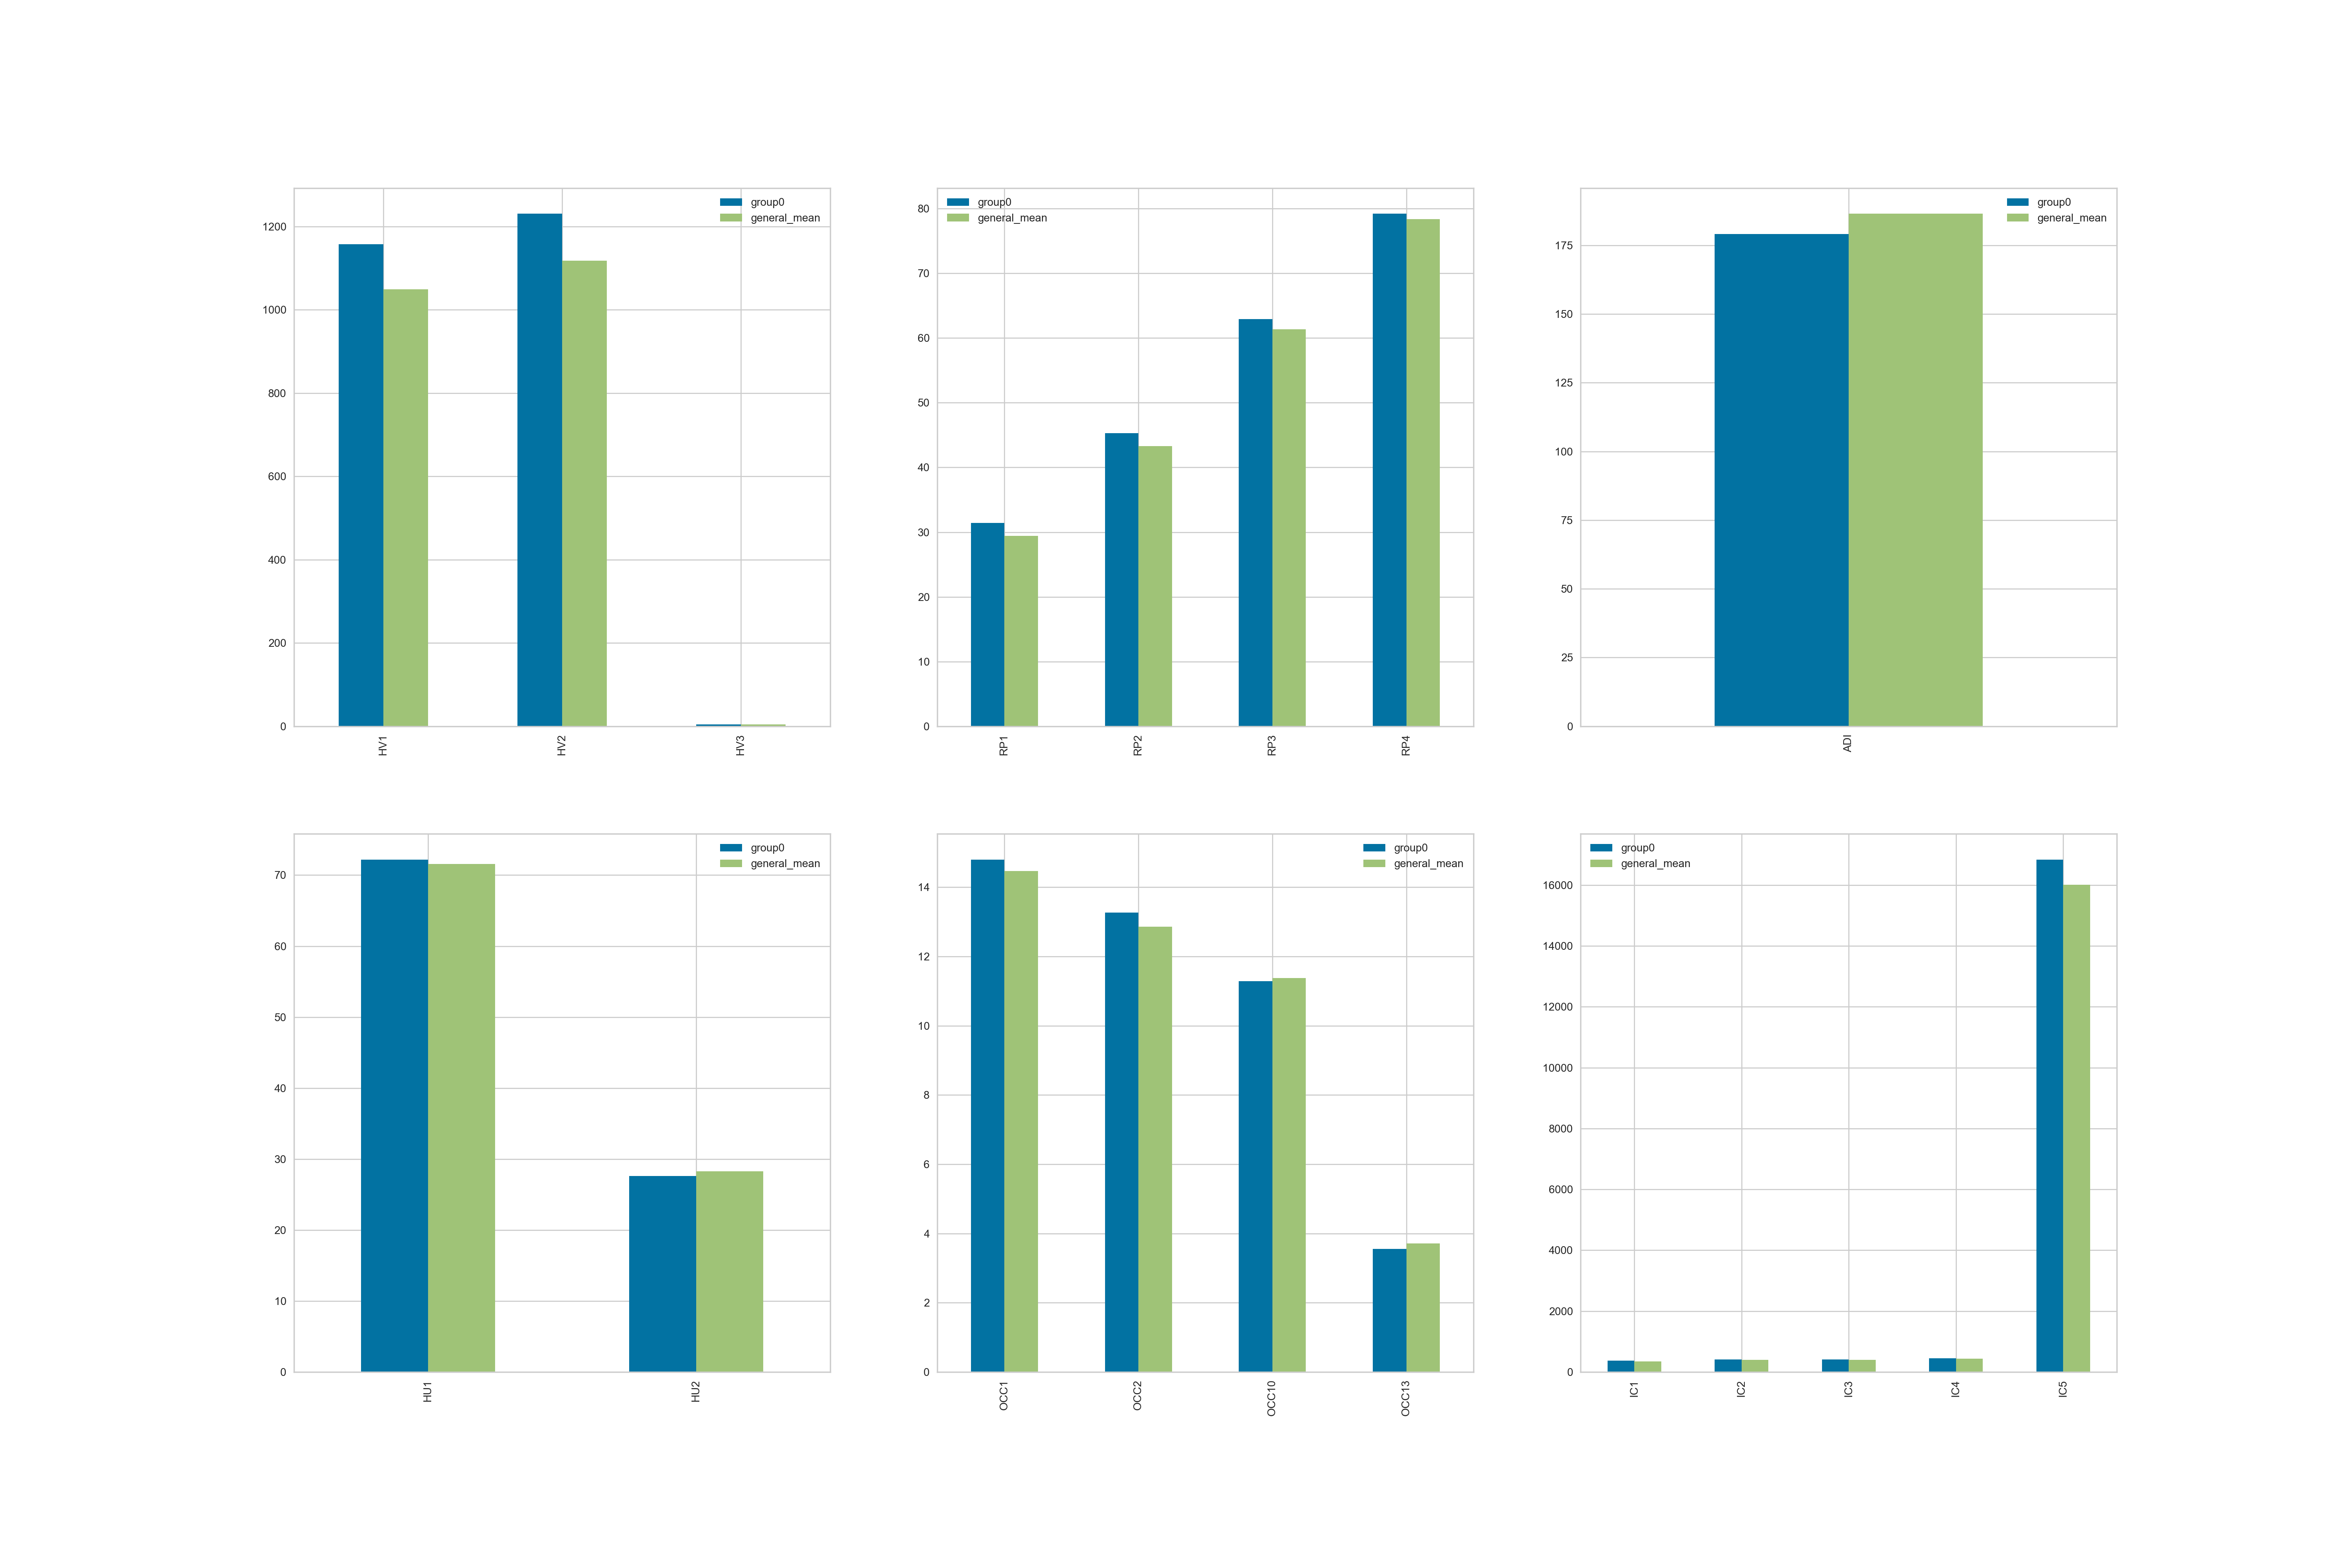 group0
general_mean
1200
1000
800
600
400
200
0
HV1
HV2
HV3
group0
general_mean
80
70
60
50
40
30
20
10
0
RP1
RP2
RP3
RP4
group0
general_mean
175
150
125
100
75
50
25
0
ADI
group0
general_mean
70
60
50
40
30
20
10
0
HU1
HU2
group0
general_mean
14
12
10
8
6
4
2
0
OCC1
OCC2
OCC10
OCC13
group0
general_mean
16000
14000
12000
10000
8000
6000
4000
2000
0
IC1
IC2
IC3
IC4
IC5